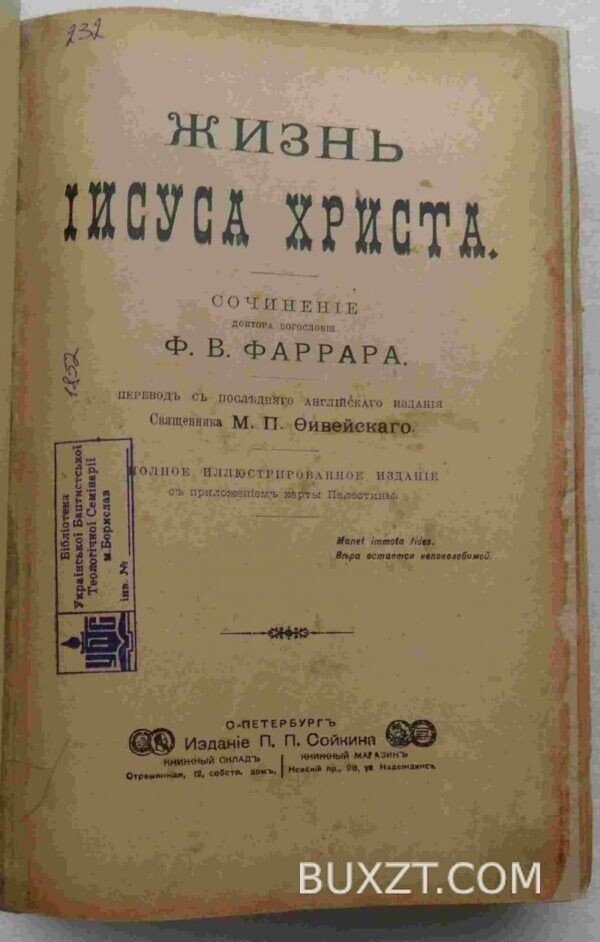 232
ЖИЗНЬ
ІИСУСА ХРИСТА.
СОЧИНЕНІЕ
ДОКТОРА БОГОСЛОВІЯ
Ф. В. ФАРРАРА.
ПЕРЕВОДЪ СЪ ПОСЛѢДНЯГО АНГЛІЙСКАГО ИЗДАНІЯ
Священника М. П. Ѳивейскаго.
ПОЛНОЕ ИЛЛЮСТРИРОВАННОЕ ИЗДАНІЕ
съ приложеніемъ карты Палестины.
Manet immota fides.
Вѣра остается непоколебимой.
1852
Бібліотека
Української Баптистської
Теологічної Семінарії
м.Борислав
інв. №
УБТС
С-ПЕТЕРБУРГЪ
Изданіе П. П. Сойкина
КНИЖНЫЙ СКЛАДЪ
Стремянная, 12, собств. домъ,
КНИЖНЫЙ МАГАЗИНЪ
Невскій пр., 96, уг. Надеждинск.
BUXZT.COM